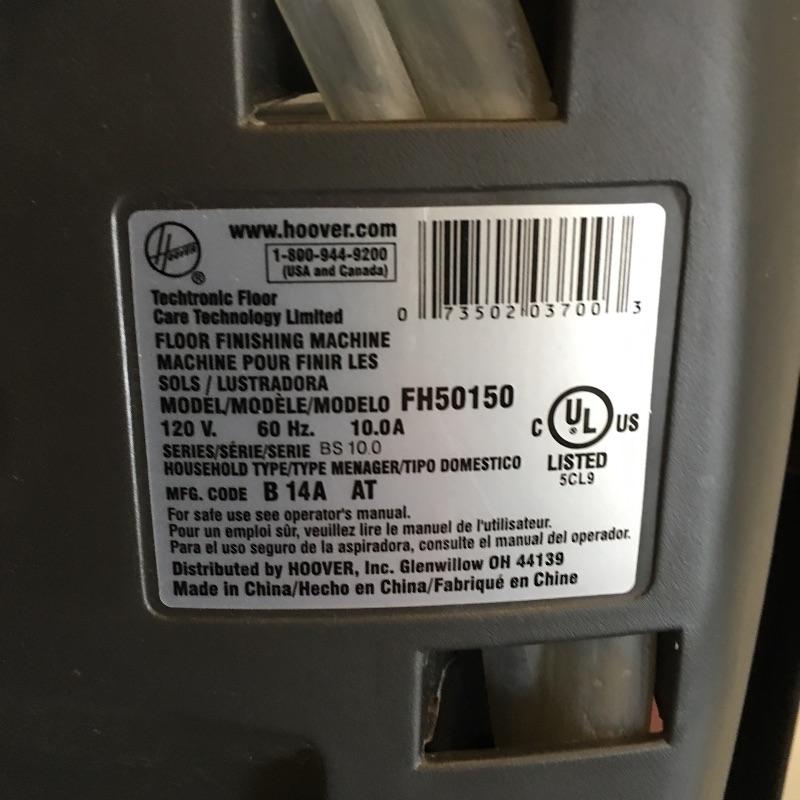 Hoover
®
www.hoover.com
1-800-944-9200
(USA and Canada)
Techtronic Floor
Care Technology Limited
0 73502 03700 3
FLOOR FINISHING MACHINE
MACHINE POUR FINIR LES
SOLS / LUSTRADORA
MODEL/MODÈLE/MODELO FH50150
120 V. 60 Hz. 10.0A
SERIES/SÉRIE/SERIE BS 10.0
HOUSEHOLD TYPE/TYPE MENAGER/TIPO DOMESTICO
MFG. CODE B 14A AT
C UL ® US
LISTED
5CL9
For safe use see operator's manual.
Pour un emploi sûr, veuillez lire le manuel de l'utilisateur.
Para el uso seguro de la aspiradora, consulte el manual del operador.
Distributed by HOOVER, Inc. Glenwillow OH 44139
Made in China/Hecho en China/Fabriqué en Chine